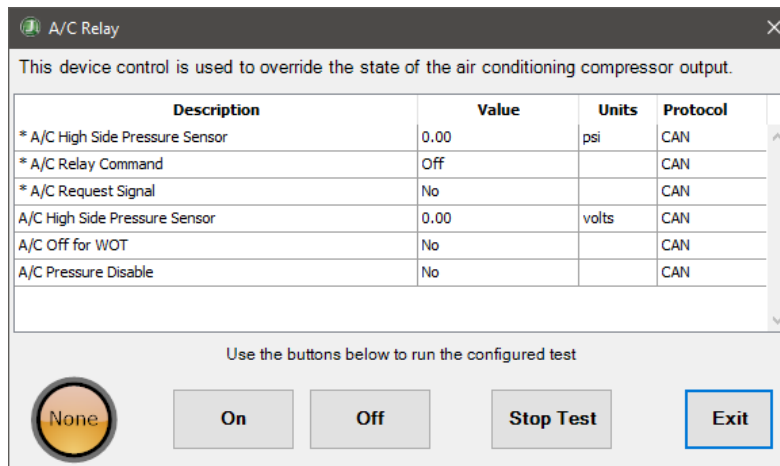 A/C Relay
This device control is used to override the state of the air conditioning compressor output.
Description Value Units Protocol
* A/C High Side Pressure Sensor 0.00 psi CAN
* A/C Relay Command Off CAN
* A/C Request Signal No CAN
A/C High Side Pressure Sensor 0.00 volts CAN
A/C Off for WOT No CAN
A/C Pressure Disable No CAN
Use the buttons below to run the configured test
None On Off Stop Test Exit